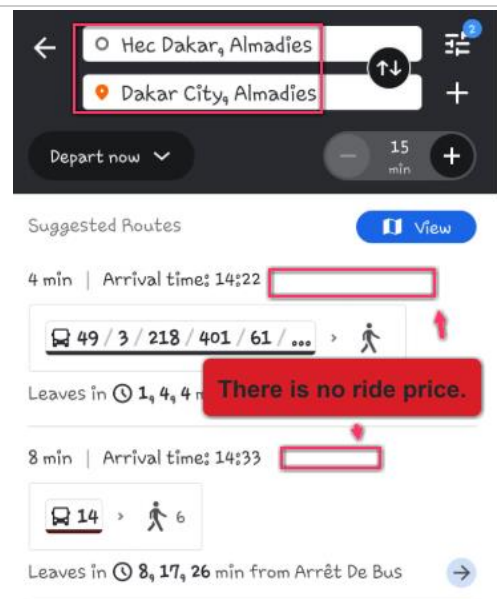 2
Hec Dakar, Almadies
Dakar City, Almadies
Depart now
15
min
Suggested Routes
View
4 min | Arrival time: 14:22
49 / 3 / 218 / 401 / 61 / ...
There is no ride price.
Leaves in 1, 4, 4
8 min | Arrival time: 14:33
14 > 6
Leaves in 8, 17, 26 min from Arrêt De Bus